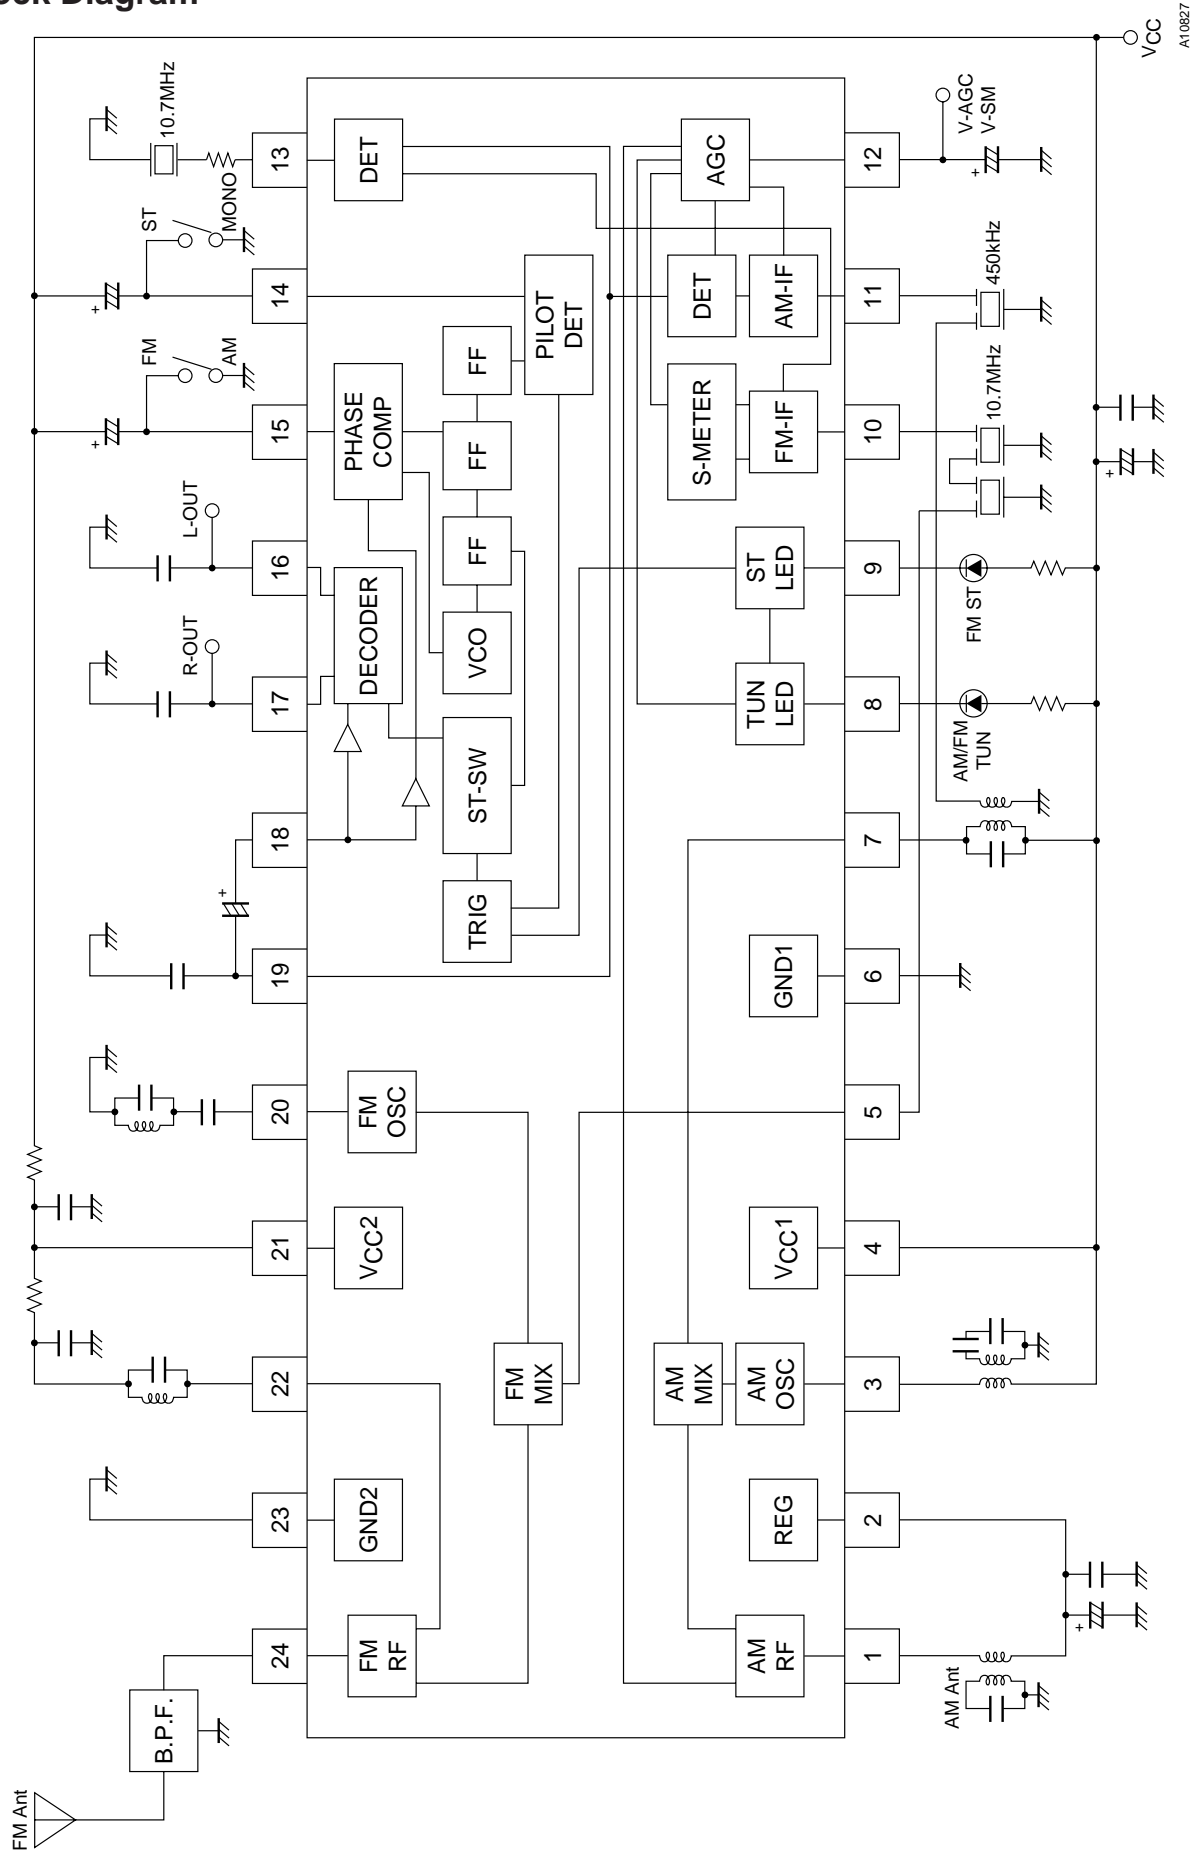 ock Diagram
FM Ant
B.P.F.
24
23
22
21
20
19
18
17
16
15
14
13
R-OUT
L-OUT
FM
AM
ST
MONO
10.7MHz
FM
RF
GND2
VCC2
FM
OSC
DECODER
PHASE
COMP
DET
TRIG
ST-SW
VCO
FF
FF
FF
PILOT
DET
FM
MIX
AM
MIX
AM
RF
REG
AM
OSC
VCC1
GND1
TUN
LED
ST
LED
S-METER
FM-IF
DET
AM-IF
AGC
1
2
3
4
5
6
7
8
9
10
11
12
AM Ant
AM/FM
TUN
FM ST
10.7MHz
450kHz
V-AGC
V-SM
VCC
A10827
+
+
+
+
+
+